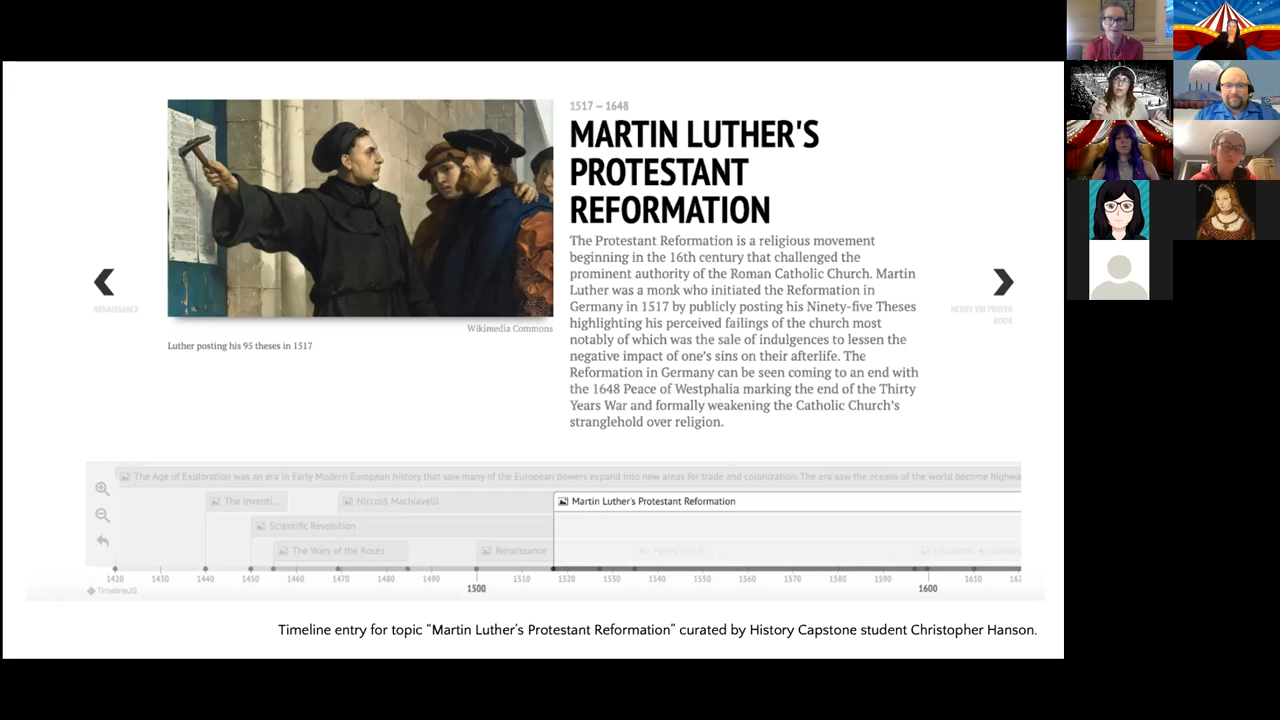 1517 – 1648
MARTIN LUTHER'S
PROTESTANT
REFORMATION
The Protestant Reformation is a religious movement
beginning in the 16th century that challenged the
prominent authority of the Roman Catholic Church. Martin
Luther was a monk who initiated the Reformation in
Germany in 1517 by publicly posting his Ninety-five Theses
highlighting his perceived failings of the church most
notably of which was the sale of indulgences to lessen the
negative impact of one's sins on their afterlife. The
Reformation in Germany can be seen coming to an end with
the 1648 Peace of Westphalia marking the end of the Thirty
Years War and formally weakening the Catholic Church's
stranglehold over religion.
Wikimedia Commons
Luther posting his 95 theses in 1517
RENAISSANCE
HENRY VIII PRAYER
BOOK
The Age of Exploration was an era in Early Modern European history that saw many of the European powers expand into new areas for trade and colonization. The era saw the oceans of the world become highwa
The Inventi...
Niccolò Machiavelli
Martin Luther's Protestant Reformation
Scientific Revolution
The Wars of the Roses
Renaissance
Henry VIII P
1420 1430 1440 1450 1460 1470 1480 1490 1500 1510 1520 1530 1540 1550 1560 1570 1580 1590 1600 1610 162
TimelineJS
Timeline entry for topic “Martin Luther's Protestant Reformation” curated by History Capstone student Christopher Hanson.